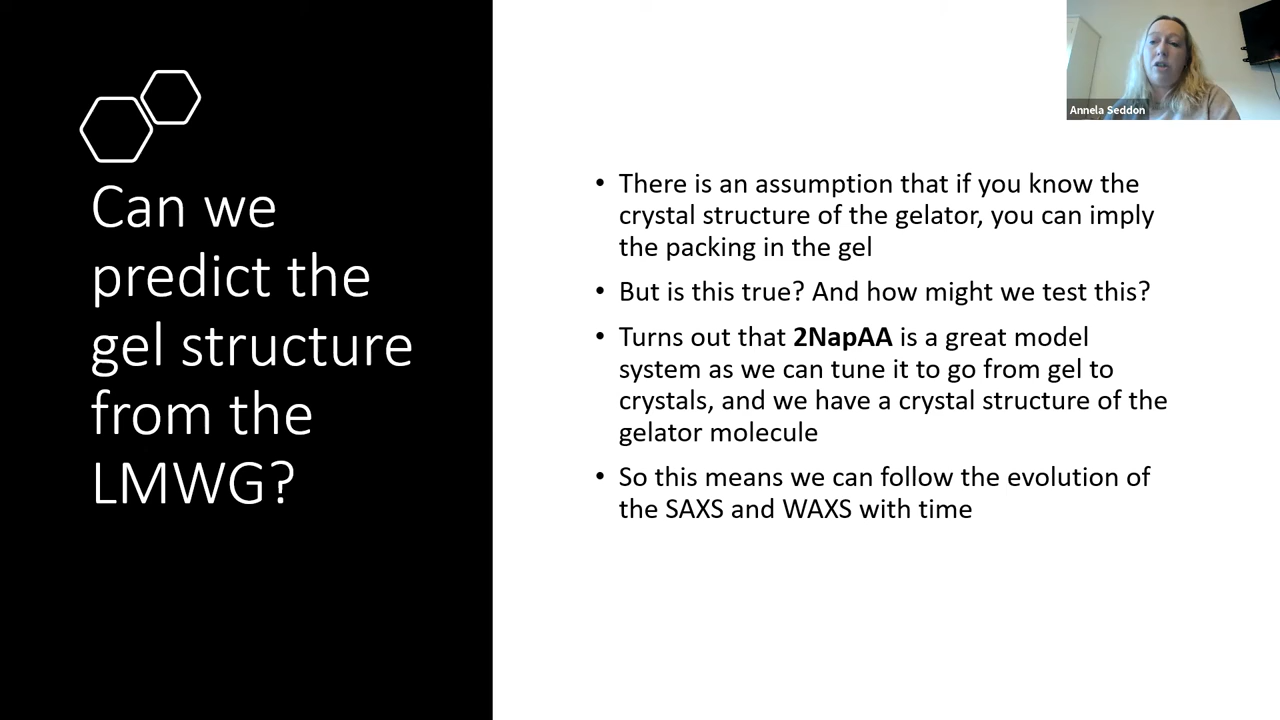 Can we
predict the
gel structure
from the
LMWG?
• There is an assumption that if you know the
crystal structure of the gelator, you can imply
the packing in the gel
• But is this true? And how might we test this?
• Turns out that 2NapAA is a great model
system as we can tune it to go from gel to
crystals, and we have a crystal structure of the
gelator molecule
• So this means we can follow the evolution of
the SAXS and WAXS with time
Annela Seddon